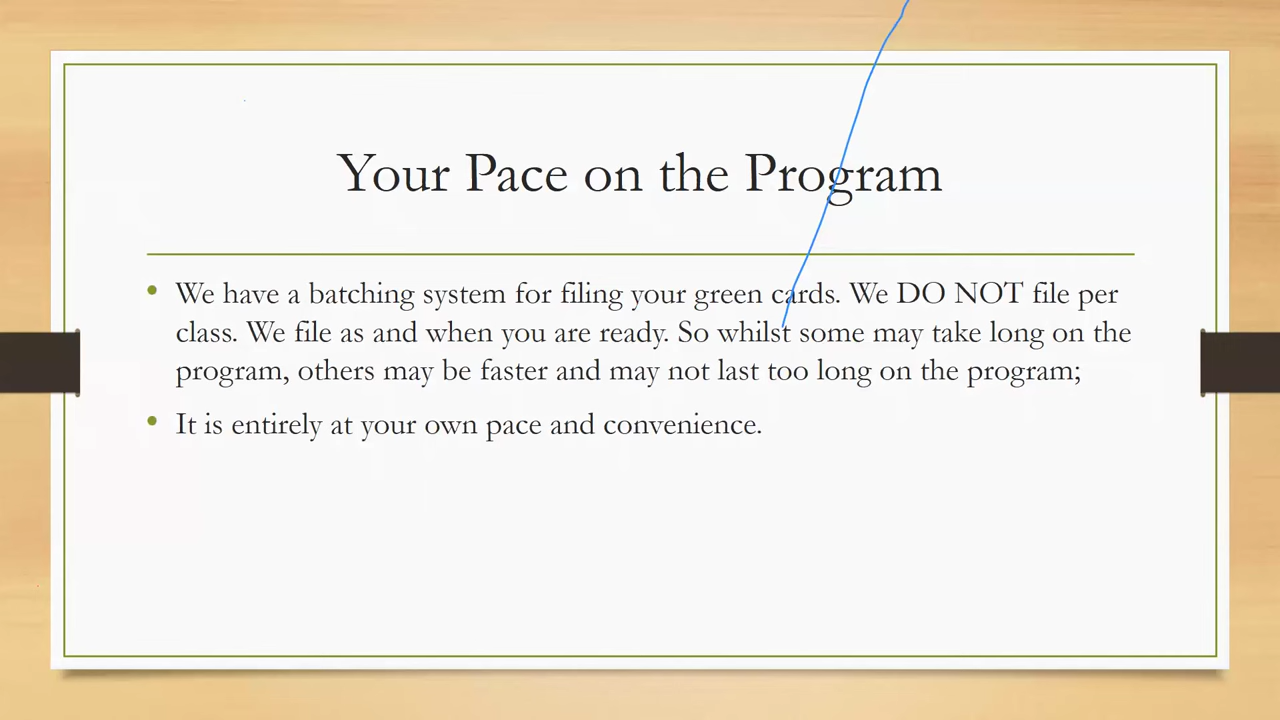 Your Pace on the Program
• We have a batching system for filing your green cards. We DO NOT file per
class. We file as and when you are ready. So whilst some may take long on the
program, others may be faster and may not last too long on the program;
• It is entirely at your own pace and convenience.